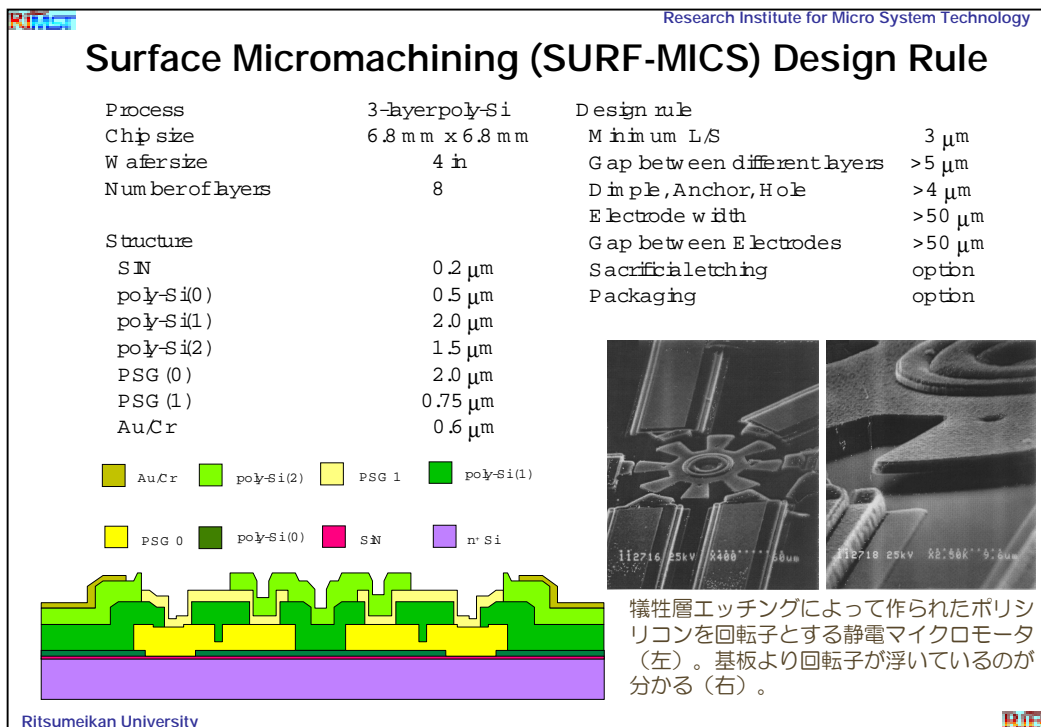 RIMST
Research Institute for Micro System Technology
Surface Micromachining (SURF-MICS) Design Rule
Process 3-layer poly-Si
Chip size 6.8 mm x 6.8 mm
Wafer size 4 in
Number of layers 8
Structure
SIN 0.2 μm
poly-Si(0) 0.5 μm
poly-Si(1) 2.0 μm
poly-Si(2) 1.5 μm
PSG (0) 2.0 μm
PSG (1) 0.75 μm
Au/Cr 0.6 μm
Design rule
Minimum L/S 3 μm
Gap between different layers >5 μm
Dimple, Anchor, Hole >4 μm
Electrode width >50 μm
Gap between Electrodes >50 μm
Sacrificial etching option
Packaging option
Au/Cr poly-Si(2) PSG 1 poly-Si(1)
PSG 0 poly-Si(0) SiN n⁺ Si
112716 25kV X400 60um
112718 25kV
犠牲層エッチングによって作られたポリシ
リコンを回転子とする静電マイクロモータ
（左）。基板より回転子が浮いているのが
分かる（右）。
Ritsumeikan University